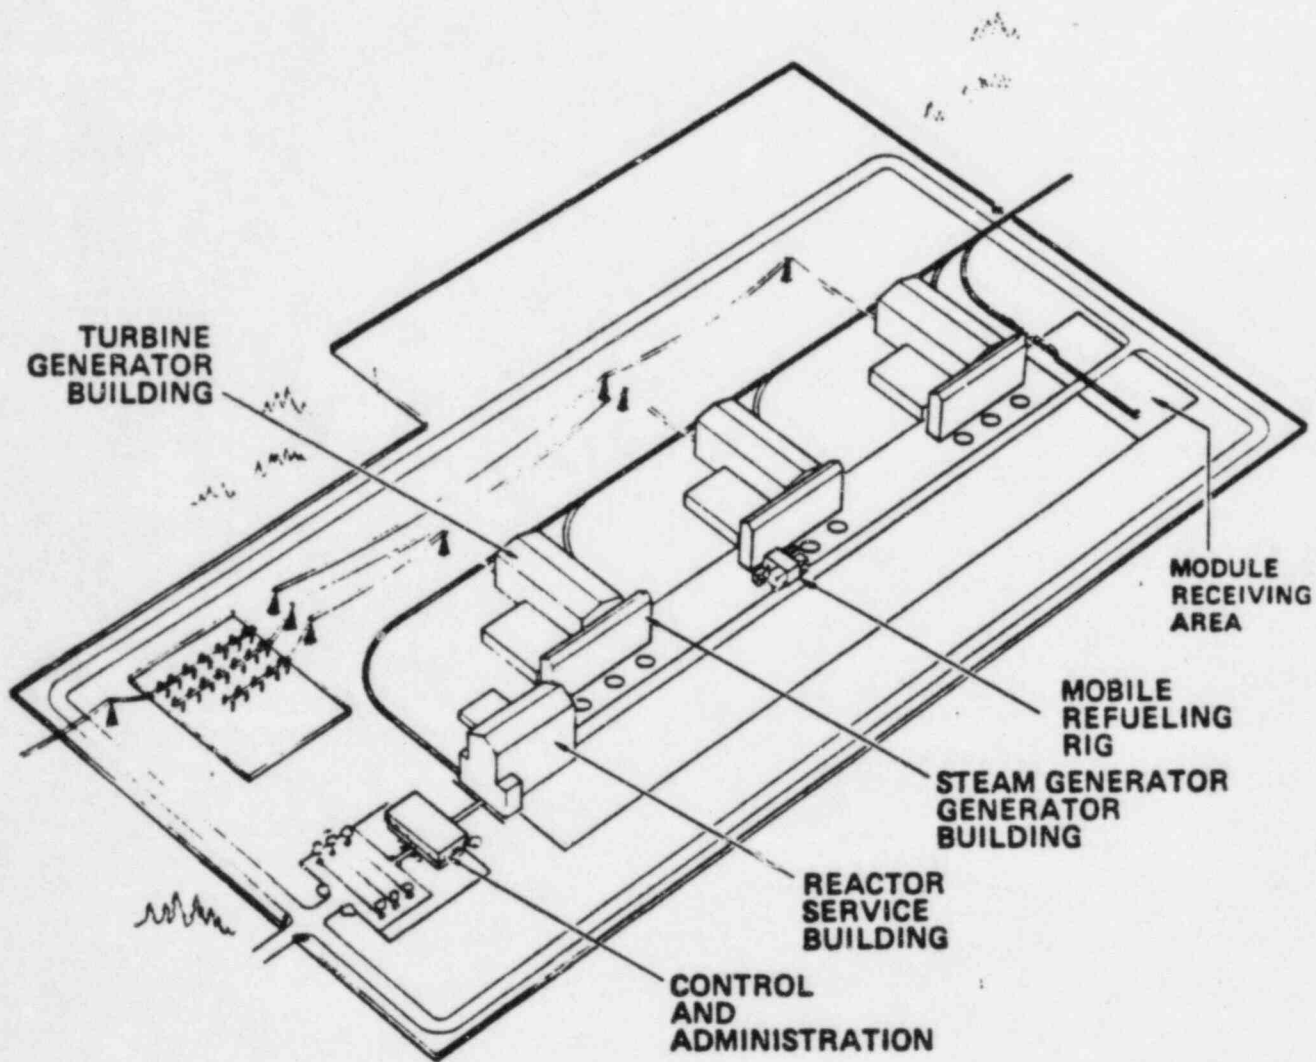 TURBINE
GENERATOR
BUILDING
MODULE
RECEIVING
AREA
MOBILE
REFUELING
RIG
STEAM GENERATOR
GENERATOR
BUILDING
REACTOR
SERVICE
BUILDING
CONTROL
AND
ADMINISTRATION